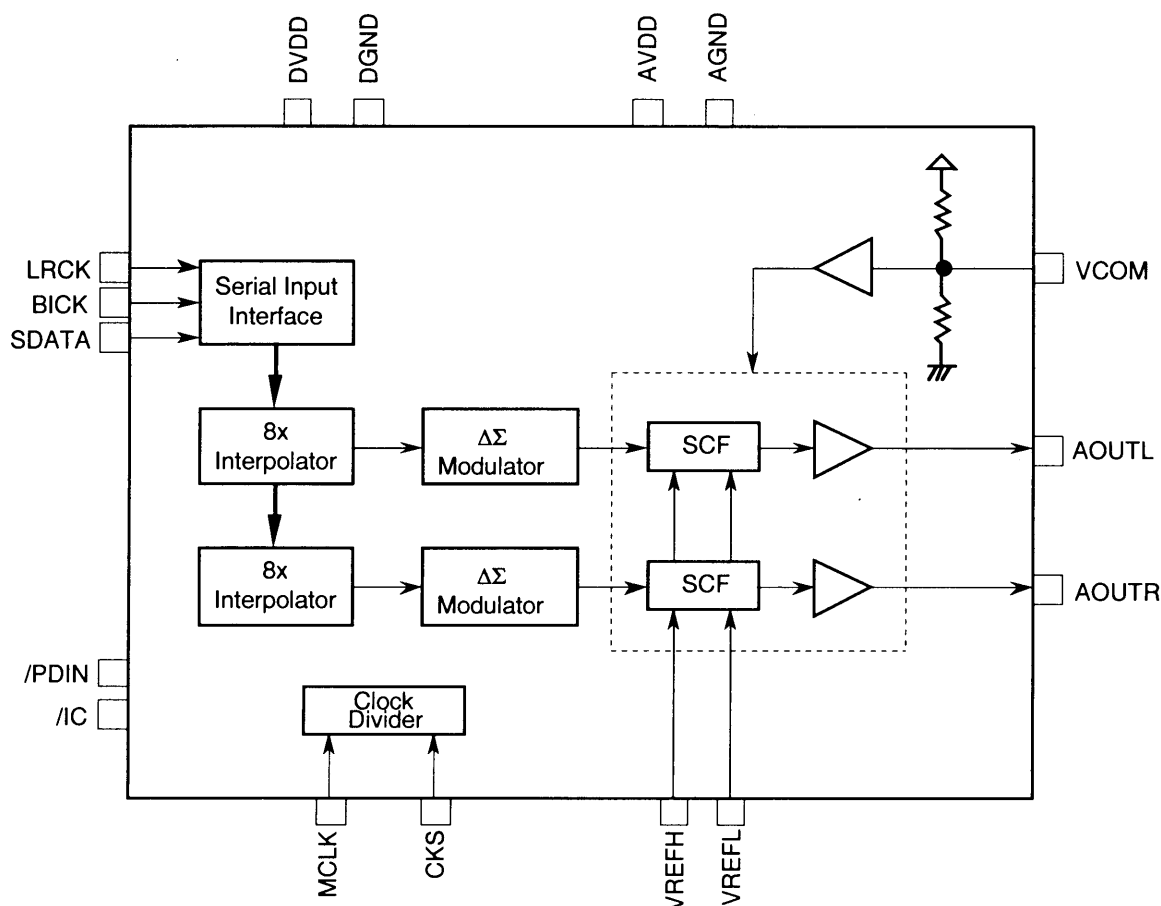 DVDD
DGND
AVDD
AGND
LRCK
BICK
SDATA
Serial Input
Interface
VCOM
8x
Interpolator
ΔΣ
Modulator
SCF
AOUTL
8x
Interpolator
ΔΣ
Modulator
SCF
AOUTR
/PDIN
/IC
Clock
Divider
MCLK
CKS
VREFH
VREFL